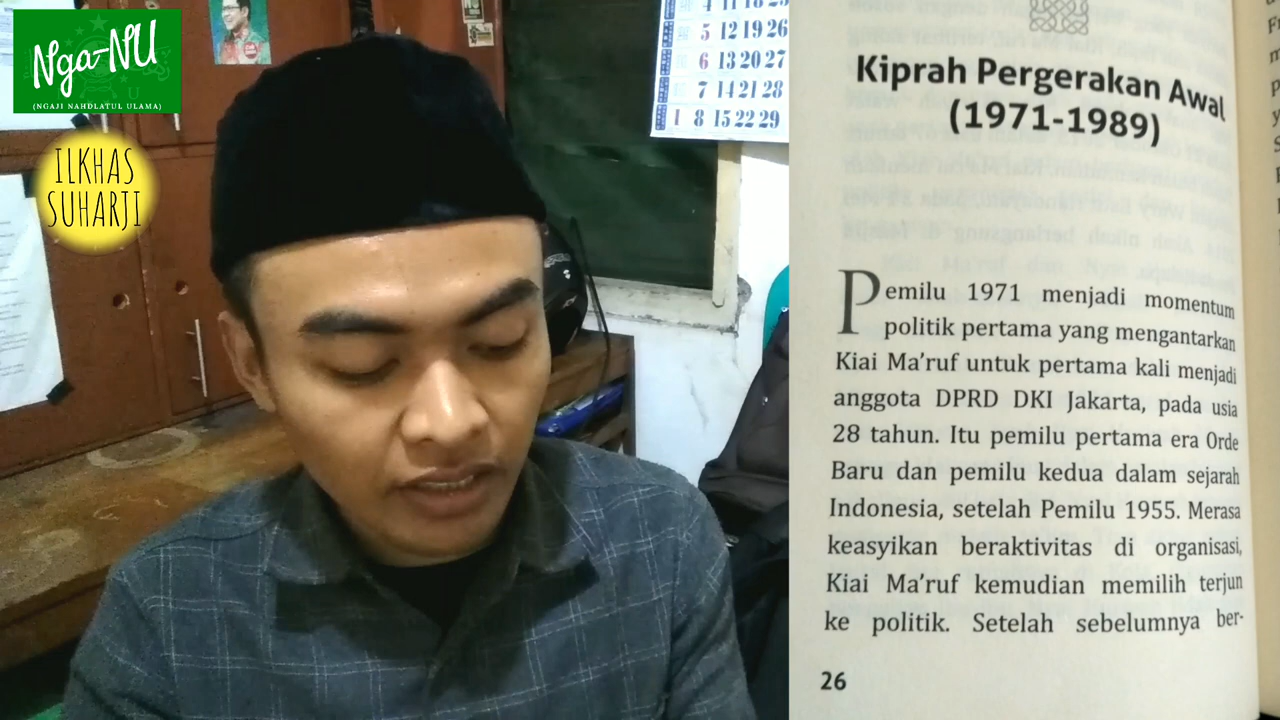 Nga-NU
(NGAJI NAHDLATUL ULAMA)
ILKHAS
SUHARJI
4 11 18 25
5 12 19 26
6 13 20 27
7 14 21 28
1 8 15 22 29
Kiprah Pergerakan Awal
(1971-1989)
Pemilu 1971 menjadi momentum
politik pertama yang mengantarkan
Kiai Ma'ruf untuk pertama kali menjadi
anggota DPRD DKI Jakarta, pada usia
28 tahun. Itu pemilu pertama era Orde
Baru dan pemilu kedua dalam sejarah
Indonesia, setelah Pemilu 1955. Merasa
keasyikan beraktivitas di organisasi,
Kiai Ma'ruf kemudian memilih terjun
ke politik. Setelah sebelumnya ber-
26